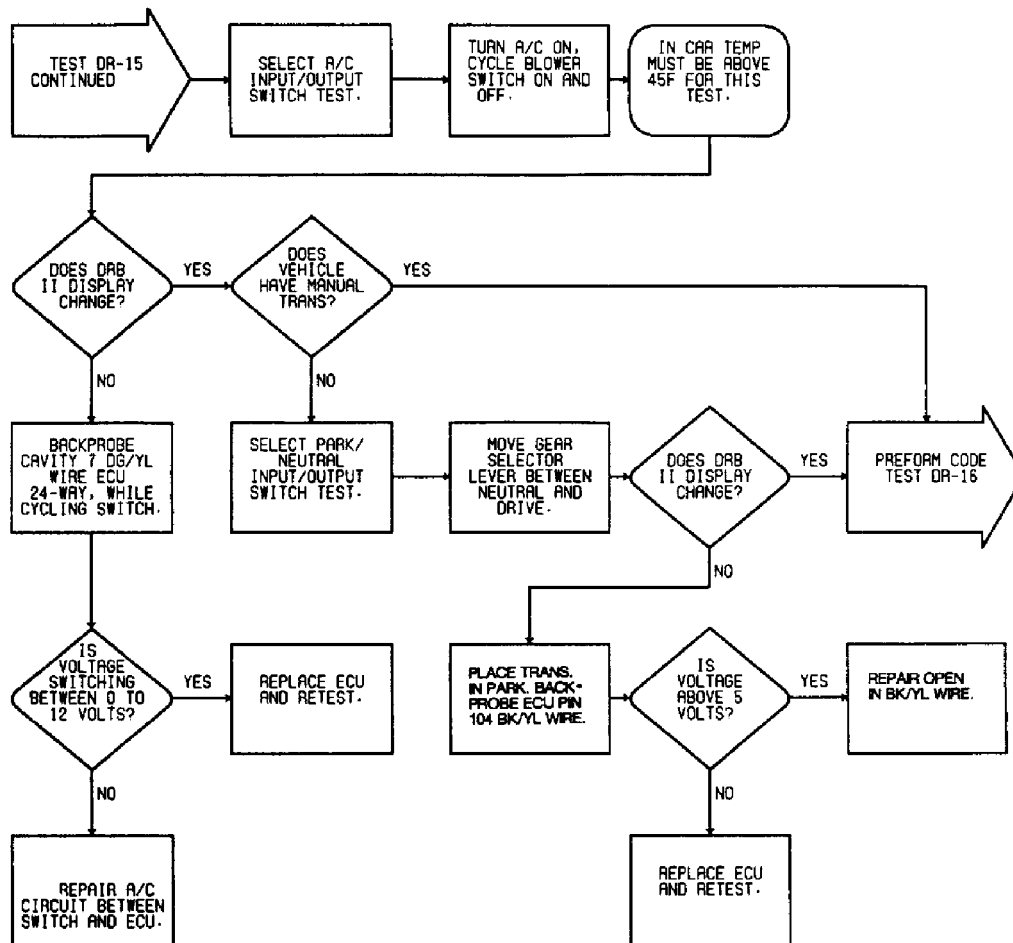 TEST DR-15
CONTINUED
SELECT A/C
INPUT/OUTPUT
SWITCH TEST.
TURN A/C ON,
CYCLE BLOWER
SWITCH ON AND
OFF.
IN CAR TEMP
MUST BE ABOVE
45F FOR THIS
TEST.
DOES DRB
II DISPLAY
CHANGE?
YES
DOES
VEHICLE
HAVE MANUAL
TRANS?
YES
NO
NO
BACKPROBE
CAVITY 7 DG/YL
WIRE ECU
24-WAY, WHILE
CYCLING SWITCH.
SELECT PARK/
NEUTRAL
INPUT/OUTPUT
SWITCH TEST.
MOVE GEAR
SELECTOR
LEVER BETWEEN
NEUTRAL AND
DRIVE.
DOES DRB
II DISPLAY
CHANGE?
YES
PREFORM CODE
TEST DR-16
NO
IS
VOLTAGE
SWITCHING
BETWEEN 0 TO
12 VOLTS?
YES
REPLACE ECU
AND RETEST.
PLACE TRANS.
IN PARK. BACK-
PROBE ECU PIN
104 BK/YL WIRE.
IS
VOLTAGE
ABOVE 5
VOLTS?
YES
REPAIR OPEN
IN BK/YL WIRE.
NO
NO
REPAIR A/C
CIRCUIT BETWEEN
SWITCH AND ECU.
REPLACE ECU
AND RETEST.